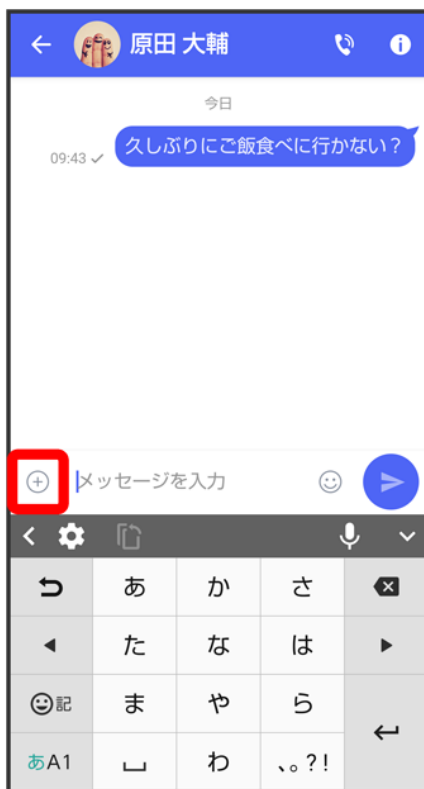 原田 大輔
今日
久しぶりにご飯食べに行かない？
09:43
メッセージを入力
あ か さ
た な は
記 ま や ら
あA1 わ 、。?!